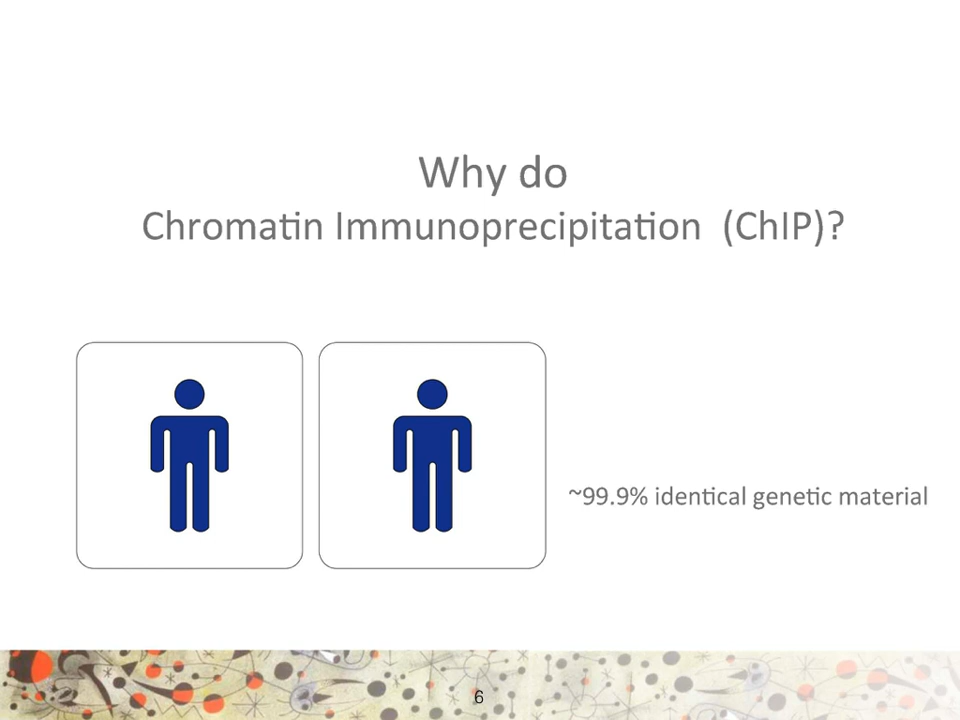 Why do
Chromatin Immunoprecipitation (ChIP)?
~99.9% identical genetic material
6